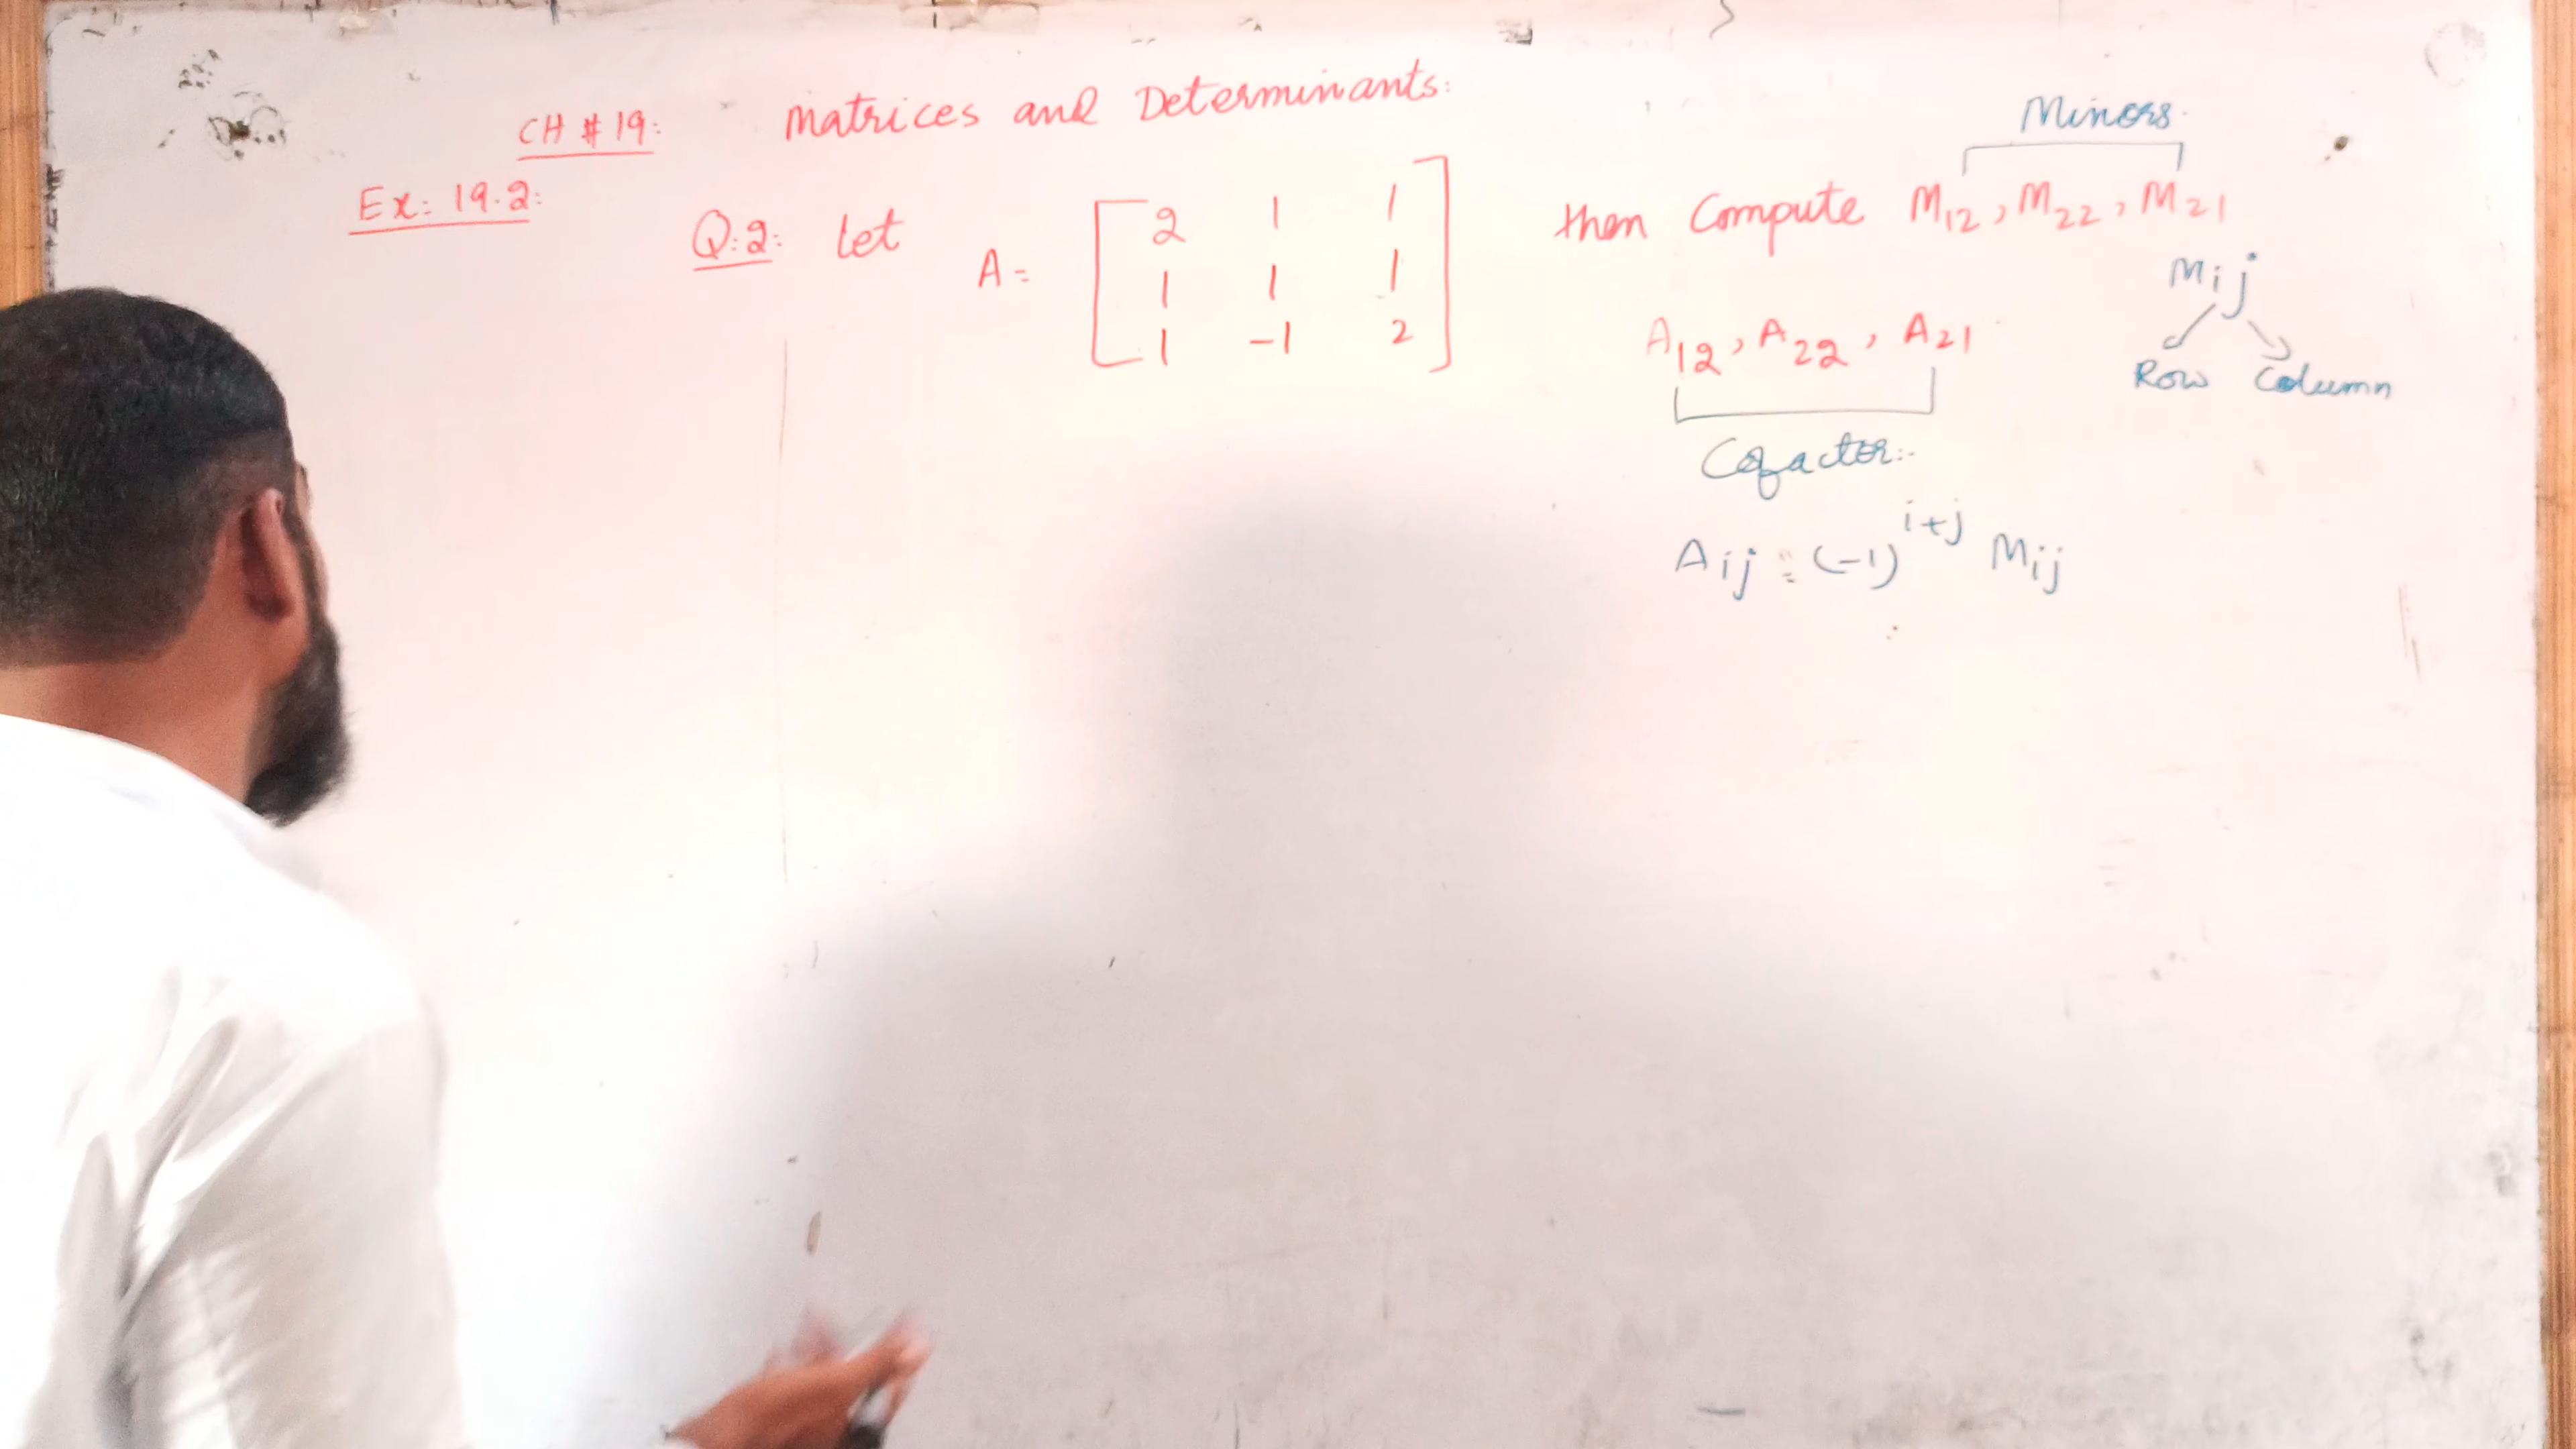 CH # 19: Matrices and Determinants:
Minors.
Ex: 19.2:
Q:2: let A = [ 2 1 1 then Compute M12, M22, M21
1 1 1
1 -1 2 ]
Mij
Row Column
A12, A22, A21
Cofactor:-
Aij = (-1)^i+j Mij